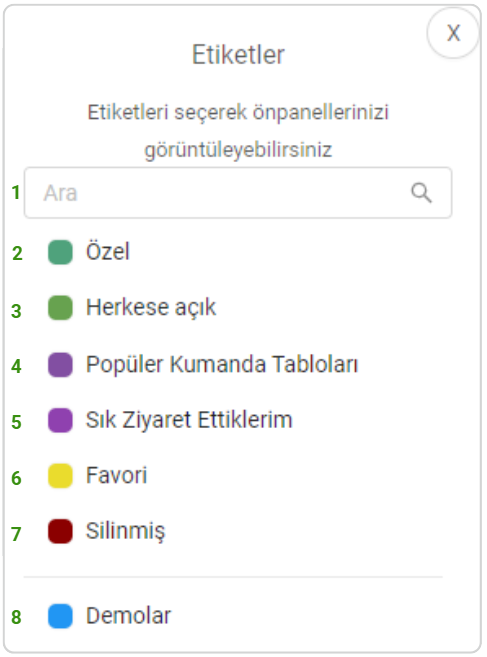 X
Etiketler
Etiketleri seçerek önpanellerinizi
görüntüleyebilirsiniz
1 Ara
2 Özel
3 Herkese açık
4 Popüler Kumanda Tabloları
5 Sık Ziyaret Ettiklerim
6 Favori
7 Silinmiş
8 Demolar